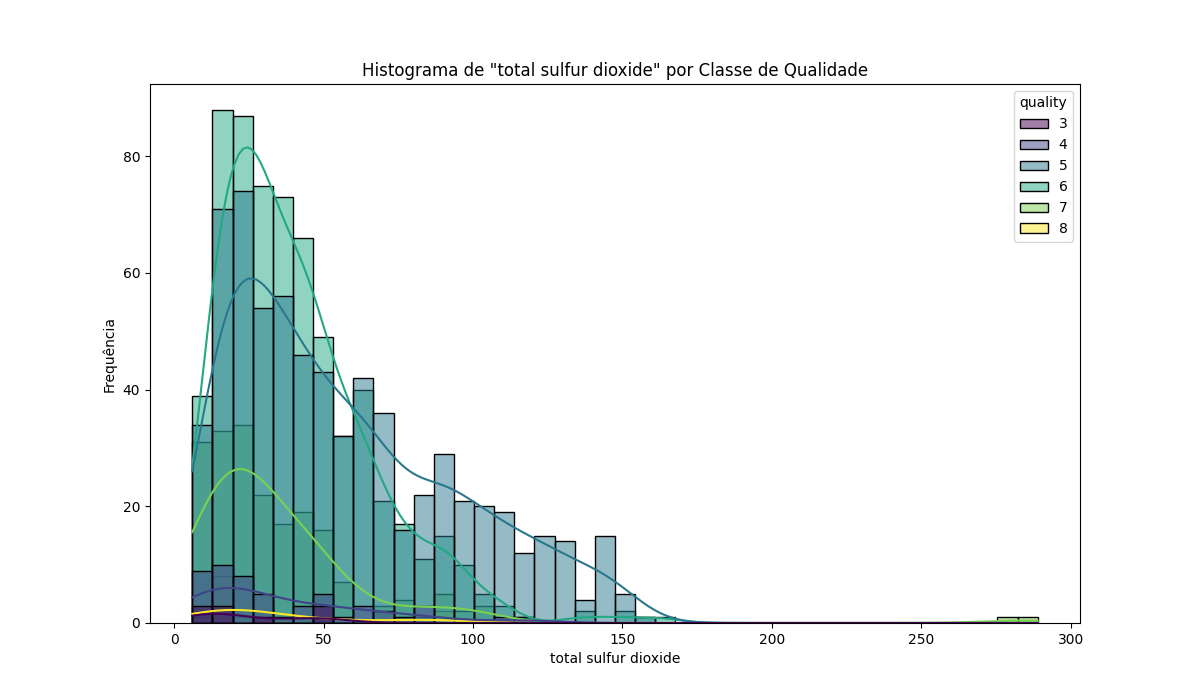 Histograma de "total sulfur dioxide" por Classe de Qualidade
quality
3
4
5
6
7
8
Frequência
80
60
40
20
0
0 50 100 150 200 250 300
total sulfur dioxide